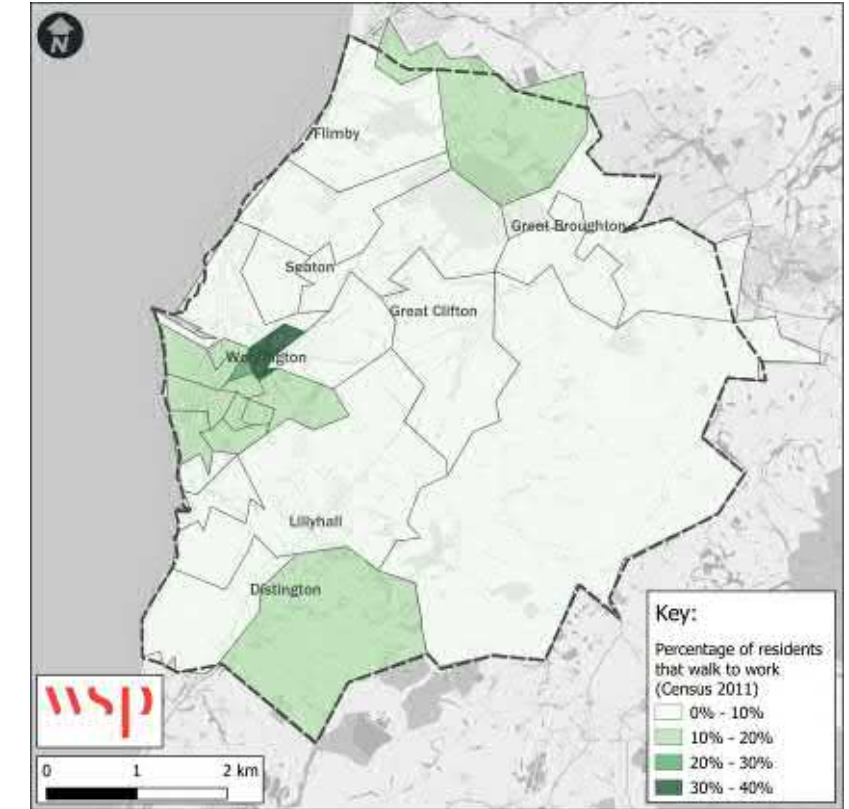 N
Flimby
Great Broughton
Seaton
Great Clifton
Workington
Lillyhall
Distington
Key:
Percentage of residents
that walk to work
(Census 2011)
0% - 10%
10% - 20%
20% - 30%
30% - 40%
wsp
0 1 2 km